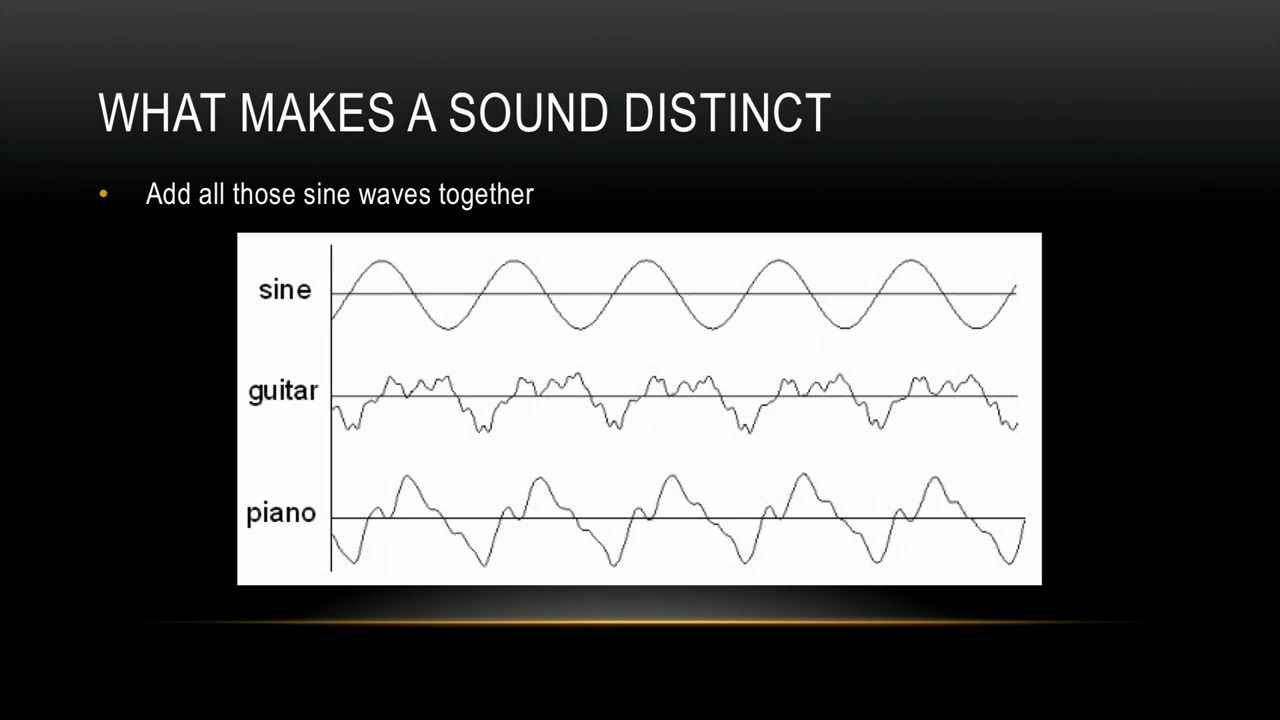 WHAT MAKES A SOUND DISTINCT
• Add all those sine waves together
sine
guitar
piano